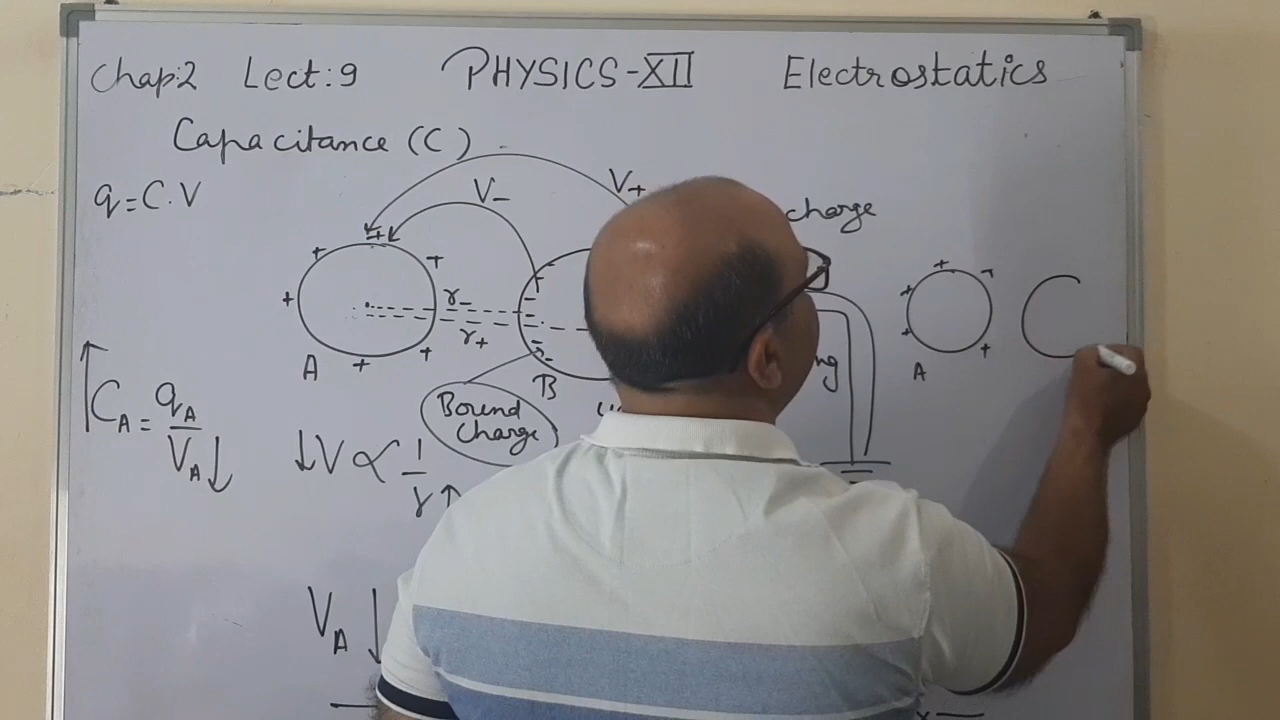 Chap:2 Lect:9 PHYSICS-XII Electrostatics
Capacitance (C)
q=C.V
V-
V+
charge
r-
r+
A
B
A
Bound
Charge
C_A = q_A / V_A ↓
↓V ∝ 1/r ↑
V_A ↓